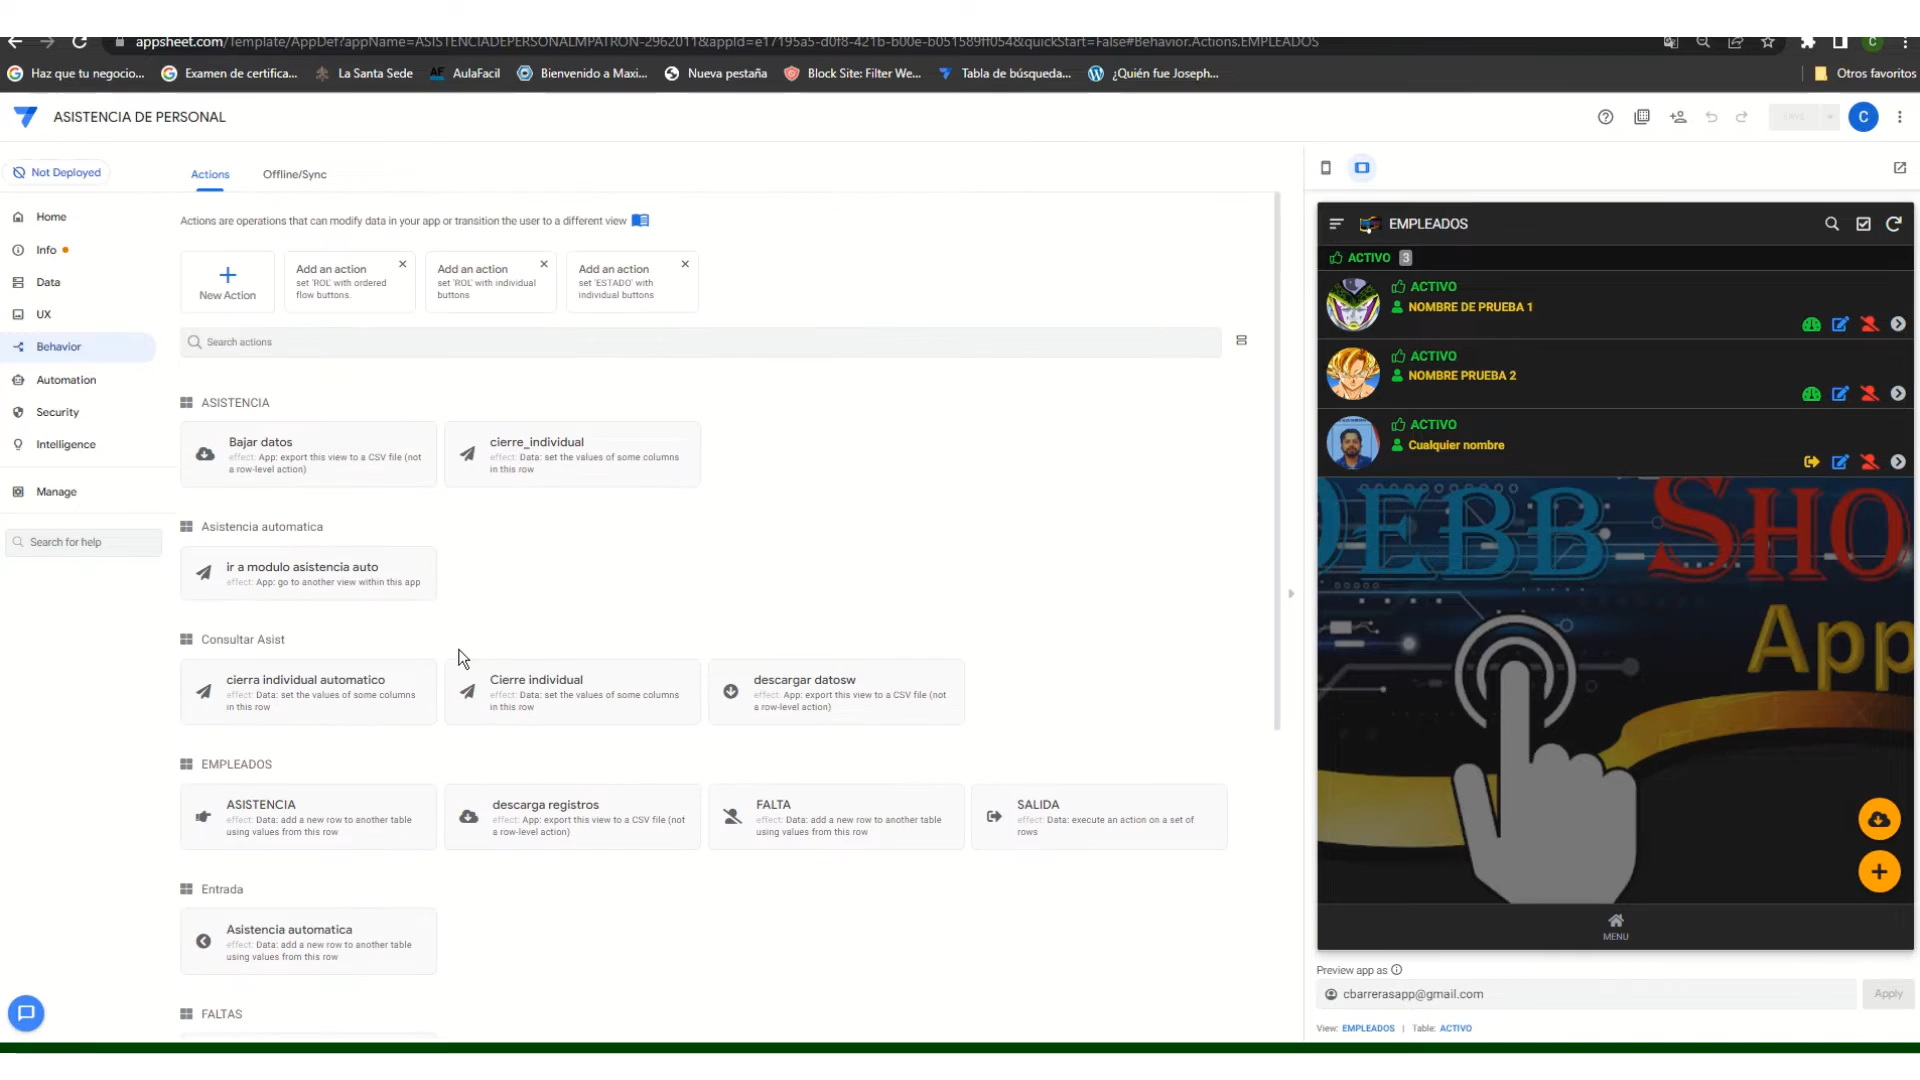 appsheet.com/Template/AppDef?appName=ASISTENCIADEPERSONALMPATRON-2962011&appId=e17195a5-d0f8-421b-b00e-b051589ff054&quickStart=False#Behavior.Actions.EMPLEADOS
C
Haz que tu negocio...
Examen de certifica...
La Santa Sede
AF AulaFacil
Bienvenido a Maxi...
Nueva pestaña
Block Site: Filter We...
Tabla de búsqueda...
¿Quién fue Joseph...
Otros favoritos
ASISTENCIA DE PERSONAL
SAVE
C
Not Deployed
Home
Info
Data
UX
Behavior
Automation
Security
Intelligence
Manage
Search for help
Actions
Offline/Sync
Actions are operations that can modify data in your app or transition the user to a different view
New Action
Add an action
set 'ROL' with ordered
flow buttons.
Add an action
set 'ROL' with individual
buttons
Add an action
set 'ESTADO' with
individual buttons
Search actions
ASISTENCIA
Bajar datos
effect: App: export this view to a CSV file (not
a row-level action)
cierre_individual
effect: Data: set the values of some columns
in this row
Asistencia automatica
ir a modulo asistencia auto
effect: App: go to another view within this app
Consultar Asist
cierra individual automatico
effect: Data: set the values of some columns
in this row
Cierre individual
effect: Data: set the values of some columns
in this row
descargar datosw
effect: App: export this view to a CSV file (not
a row-level action)
EMPLEADOS
ASISTENCIA
effect: Data: add a new row to another table
using values from this row
descarga registros
effect: App: export this view to a CSV file (not
a row-level action)
FALTA
effect: Data: add a new row to another table
using values from this row
SALIDA
effect: Data: execute an action on a set of
rows
Entrada
Asistencia automatica
effect: Data: add a new row to another table
using values from this row
FALTAS
EMPLEADOS
ACTIVO 3
ACTIVO
NOMBRE DE PRUEBA 1
ACTIVO
NOMBRE PRUEBA 2
ACTIVO
Cualquier nombre
DEBB SHO
App
MENU
Preview app as
cbarrerasapp@gmail.com
Apply
View: EMPLEADOS | Table: ACTIVO